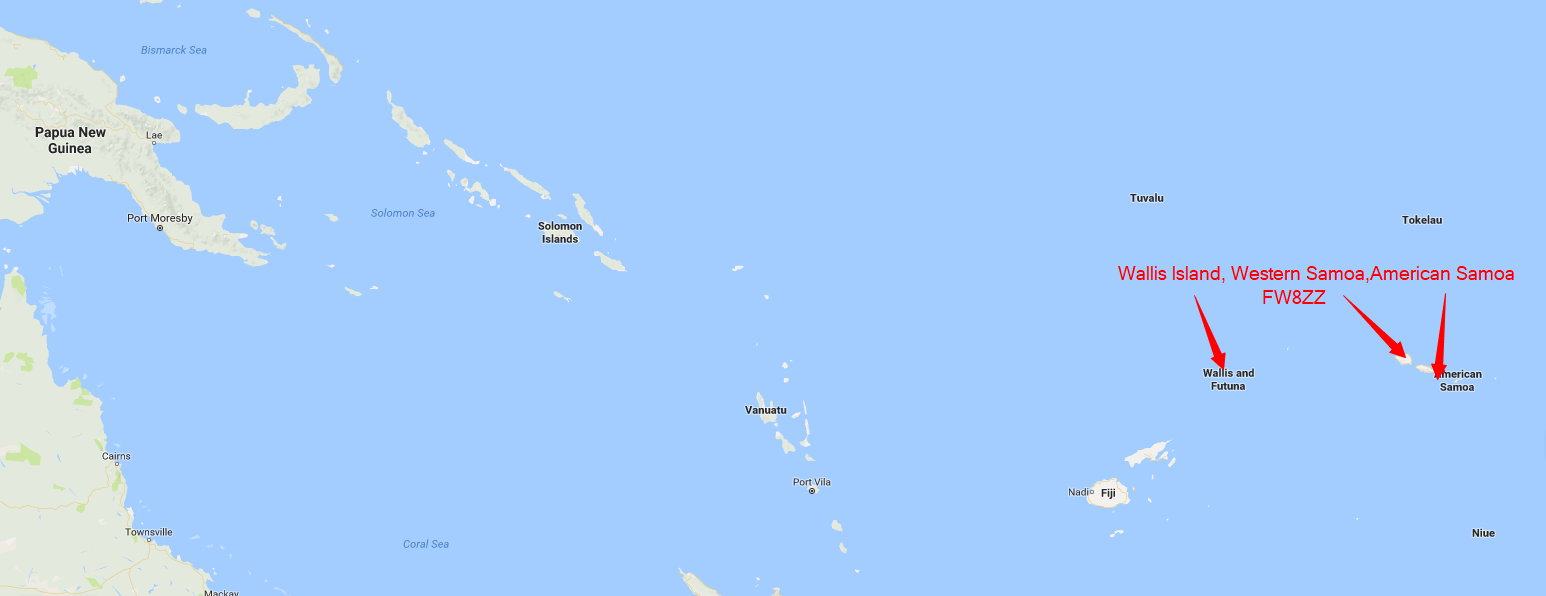 Bismarck Sea
Papua New
Guinea
Lae
Port Moresby
Solomon Sea
Solomon
Islands
Tuvalu
Tokelau
Wallis Island, Western Samoa,American Samoa
FW8ZZ
Wallis and
Futuna
American
Samoa
Vanuatu
Cairns
Port Vila
Nadi
Fiji
Townsville
Coral Sea
Niue
Mackay